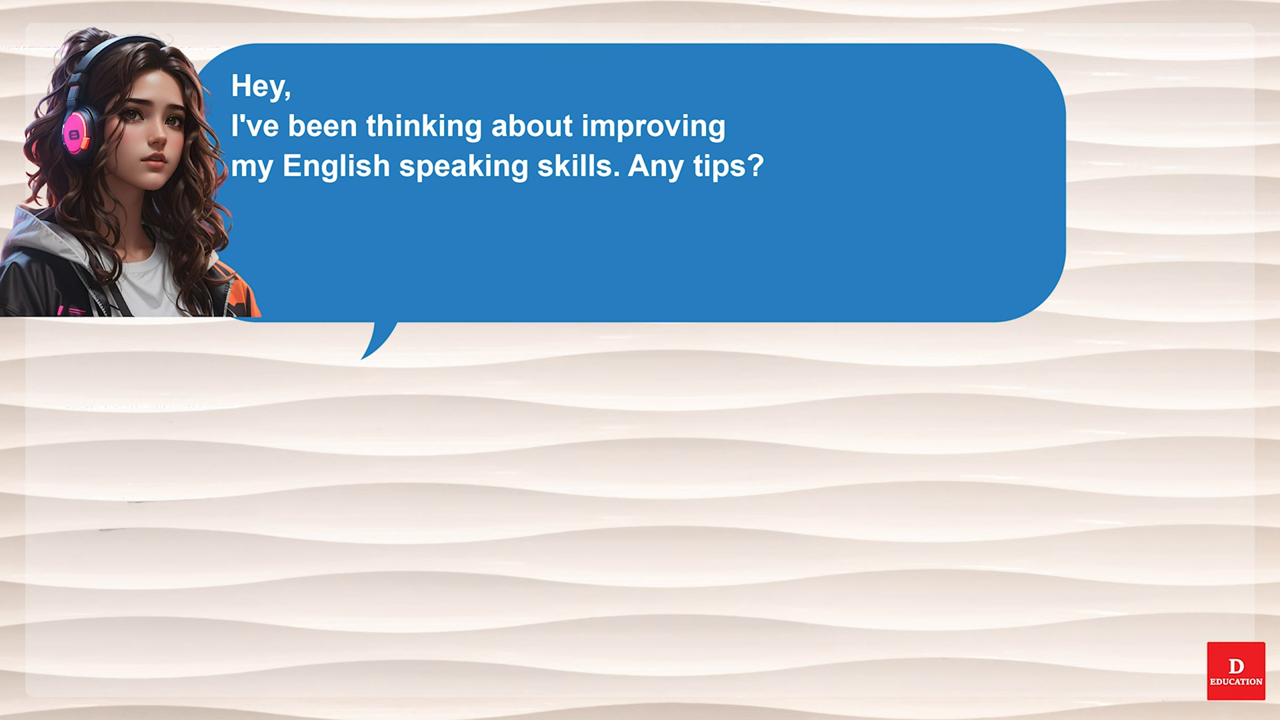 Hey,
I've been thinking about improving
my English speaking skills. Any tips?
D
EDUCATION